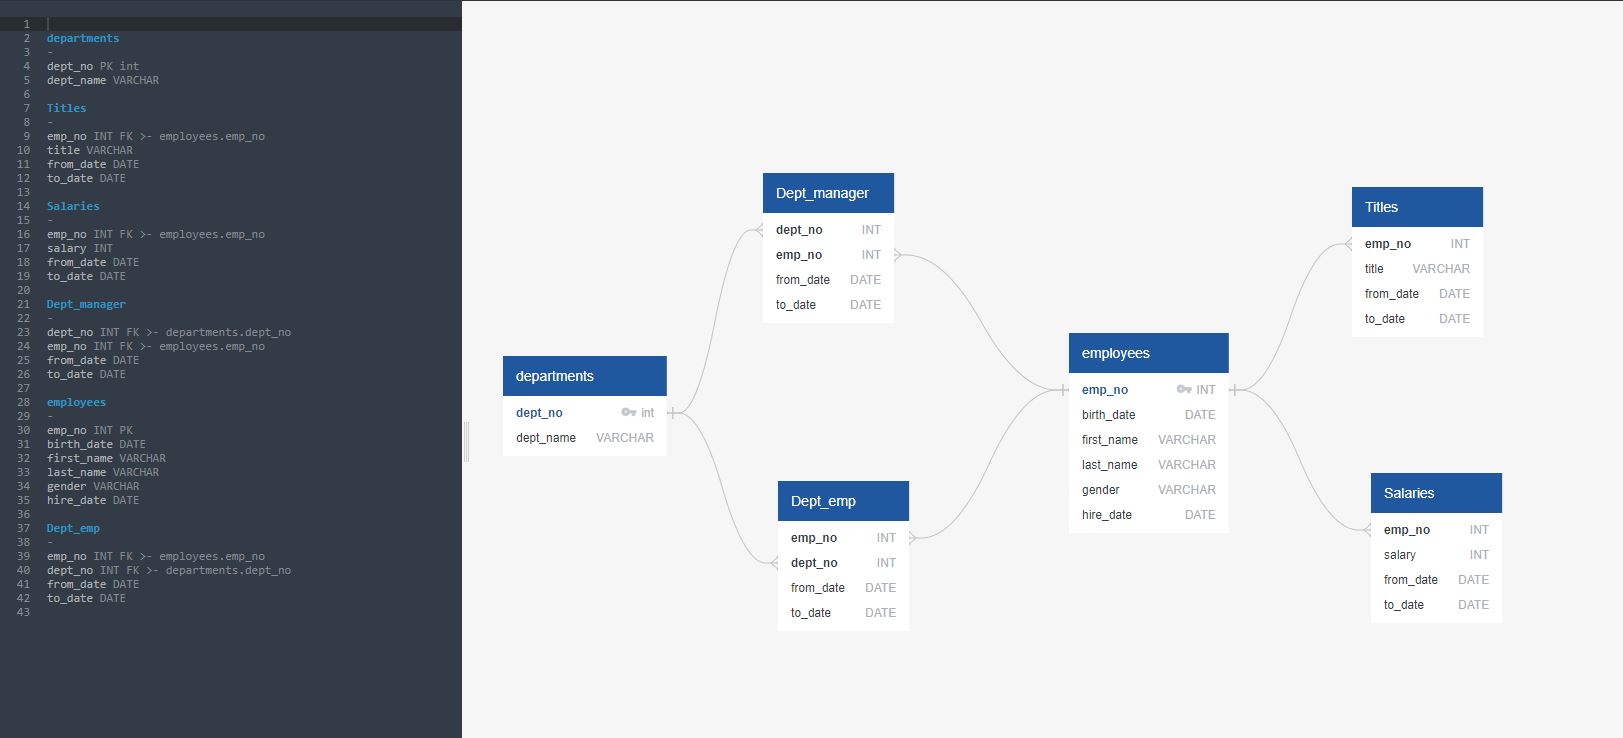 1
2 departments
3 -
4 dept_no PK int
5 dept_name VARCHAR
6
7 Titles
8 -
9 emp_no INT FK >- employees.emp_no
10 title VARCHAR
11 from_date DATE
12 to_date DATE
13
14 Salaries
15 -
16 emp_no INT FK >- employees.emp_no
17 salary INT
18 from_date DATE
19 to_date DATE
20
21 Dept_manager
22 -
23 dept_no INT FK >- departments.dept_no
24 emp_no INT FK >- employees.emp_no
25 from_date DATE
26 to_date DATE
27
28 employees
29 -
30 emp_no INT PK
31 birth_date DATE
32 first_name VARCHAR
33 last_name VARCHAR
34 gender VARCHAR
35 hire_date DATE
36
37 Dept_emp
38 -
39 emp_no INT FK >- employees.emp_no
40 dept_no INT FK >- departments.dept_no
41 from_date DATE
42 to_date DATE
43
departments
dept_no int
dept_name VARCHAR
Dept_manager
dept_no INT
emp_no INT
from_date DATE
to_date DATE
Dept_emp
emp_no INT
dept_no INT
from_date DATE
to_date DATE
employees
emp_no INT
birth_date DATE
first_name VARCHAR
last_name VARCHAR
gender VARCHAR
hire_date DATE
Titles
emp_no INT
title VARCHAR
from_date DATE
to_date DATE
Salaries
emp_no INT
salary INT
from_date DATE
to_date DATE